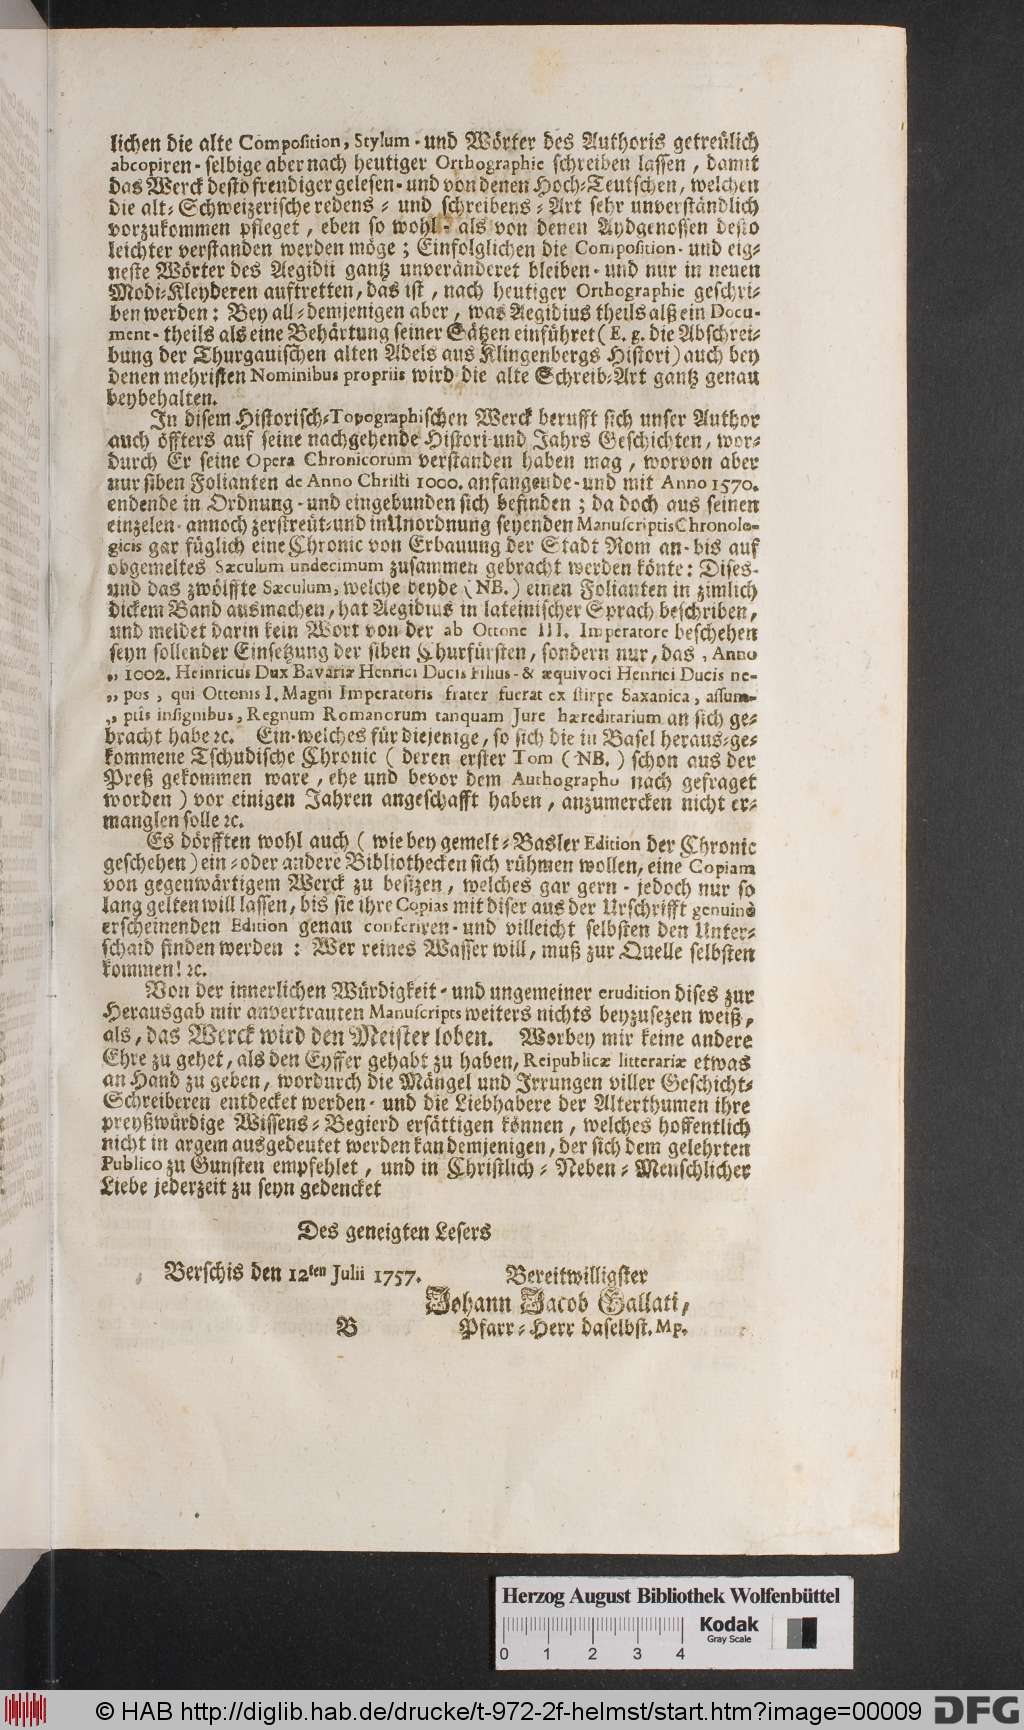 lichen die alte Composition, Stylum - und Wörter des Authoris getreülich
abcopiren - selbige aber nach heutiger Orthographie schreiben lassen, damit
das Werck desto freudiger gelesen - und von denen Hoch-Teutschen, welchen
die alt-Schweizerische redens- und schreibens-Art sehr unverständlich
vorzukommen pfleget, eben so wohl - als von denen Aydgenossen desto
leichter verstanden werden möge; Einfolglichen die Composition - und eig-
neste Wörter des Aegidii gantz unveränderet bleiben - und nur in neuen
Modi-Kleyderen auftretten, das ist, nach heutiger Orthographie geschri-
ben werden: Bey all-demjenigen aber, was Aegidius theils alß ein Docu-
ment - theils als eine Behärtung seiner Sätzen einführet (E. g. die Abschrei-
bung der Thurgauischen alten Adels aus Klingenbergs Histori) auch bey
denen mehristen Nominibus propriis wird die alte Schreib-Art gantz genau
beybehalten.
In disem Historisch-Topographischen Werck berufft sich unser Author
auch öffters auf seine nachgehende Histori und Jahrs Geschichten, wor-
durch Er seine Opera Chronicorum verstanden haben mag, worvon aber
nur siben Folianten de Anno Christi 1000. anfangende - und mit Anno 1570.
endende in Ordnung - und eingebunden sich befinden; da doch aus seinen
einzelen - annoch zerstreüt - und in Unordnung seyenden Manuscriptis Chronolo-
gicis gar füglich eine Chronic von Erbauung der Stadt Rom an - bis auf
obgemeltes Sæculum undecimum zusammen gebracht werden könte: Dises -
und das zwölffte Sæculum, welche beyde (NB.) einen Folianten in zimlich
dickem Band ausmachen, hat Aegidius in lateinischer Sprach beschriben,
und meldet darin kein Wort von der ab Ottone III. Imperatore beschehen
seyn sollender Einsetzung der siben Churfürsten, sondern nur, das, Anno
„ 1002. Heinricus Dux Bavariæ Henrici Ducis Filius - & æquivoci Henrici Ducis ne-
„ pos, qui Ottonis I. Magni Imperatoris frater fuerat ex stirpe Saxanica, assum-
„ ptis insignibus, Regnum Romanorum tanquam Jure hæreditarium an sich ge-
bracht habe ꝛc. Ein - welches für diejenige, so sich die in Basel heraus-ge-
kommene Tschudische Chronic (deren erster Tom (NB.) schon aus der
Preß gekommen ware, ehe und bevor dem Authographo nach gefraget
worden) vor einigen Jahren angeschafft haben, anzumercken nicht er-
manglen solle ꝛc.
Es dörfften wohl auch (wie bey gemelt-Basler Edition der Chronic
geschehen) ein - oder andere Bibliothecken sich rühmen wollen, eine Copiam
von gegenwärtigem Werck zu besizen, welches gar gern - jedoch nur so
lang gelten will lassen, bis sie ihre Copias mit diser aus der Urschrifft genuinè
erscheinenden Edition genau conferiren - und villeicht selbsten den Unter-
schaid finden werden: Wer reines Wasser will, muß zur Quelle selbsten
kommen! ꝛc.
Von der innerlichen Würdigkeit - und ungemeiner erudition dises zur
Herausgab mir anvertrauten Manuscripts weiters nichts beyzusezen weiß,
als, das Werck wird den Meister loben. Worbey mir keine andere
Ehre zu gehet, als den Eyffer gehabt zu haben, Reipublicæ litterariæ etwas
an Hand zu geben, wordurch die Mängel und Irrungen viller Geschicht-
Schreiberen entdecket werden - und die Liebhabere der Alterthumen ihre
preyßwürdige Wissens-Begierd ersättigen können, welches hoffentlich
nicht in argem ausgedeutet werden kan demjenigen, der sich dem gelehrten
Publico zu Gunsten empfehlet, und in Christlich-Neben-Menschlicher
Liebe jederzeit zu seyn gedencket
Des geneigten Lesers
Berschis den 12ten Julii 1757.
Bereitwilligster
Johann Jacob Gallati,
B
Pfarr-Herr daselbst. Mp.
Herzog August Bibliothek Wolfenbüttel
Kodak
Gray Scale
0 1 2 3 4
© HAB http://diglib.hab.de/drucke/t-972-2f-helmst/start.htm?image=00009
DFG